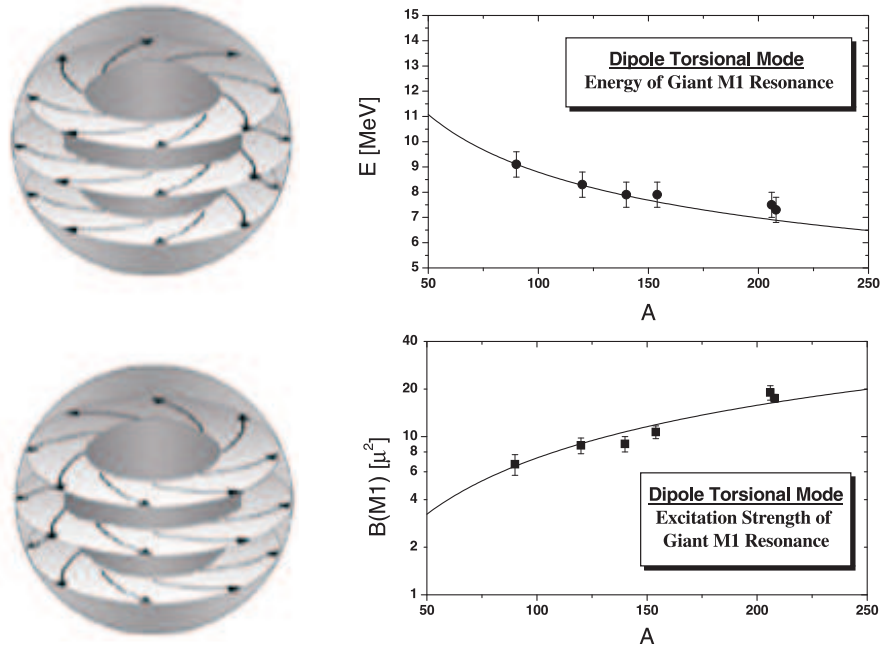 15
14
13
12
11
10
9
8
7
6
5
E [MeV]
Dipole Torsional Mode
Energy of Giant M1 Resonance
50 100 150 200 250
A
40
20
10
8
6
4
2
1
B(M1) [μ²]
Dipole Torsional Mode
Excitation Strength of
Giant M1 Resonance
50 100 150 200 250
A